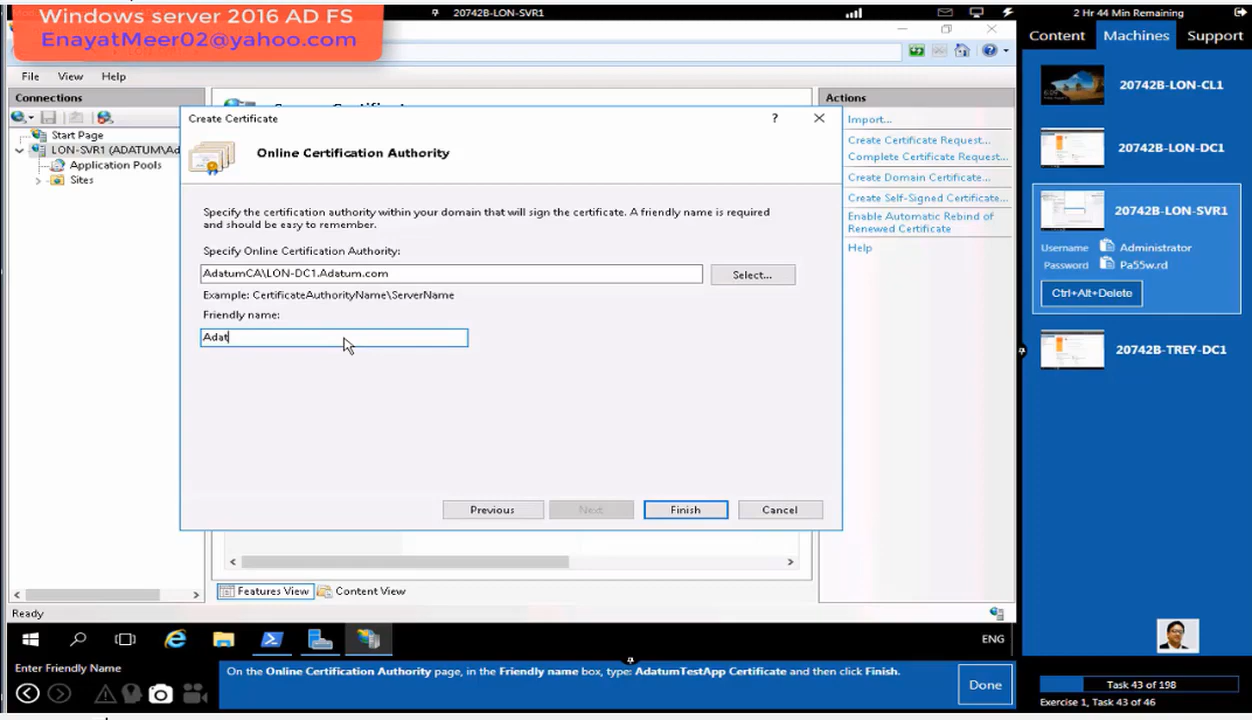 Windows server 2016 AD FS
EnayatMeer02@yahoo.com
20742B-LON-SVR1
2 Hr 44 Min Remaining
Content Machines Support
File View Help
Connections
Start Page
LON-SVR1 (ADATUM\Ad
Application Pools
Sites
Create Certificate
?
Online Certification Authority
Specify the certification authority within your domain that will sign the certificate. A friendly name is required
and should be easy to remember.
Specify Online Certification Authority:
AdatumCA\LON-DC1.Adatum.com
Select...
Example: CertificateAuthorityName\ServerName
Friendly name:
Adat
Previous Next Finish Cancel
Features View Content View
Ready
Actions
Import...
Create Certificate Request...
Complete Certificate Request...
Create Domain Certificate...
Create Self-Signed Certificate...
Enable Automatic Rebind of
Renewed Certificate
Help
20742B-LON-CL1
20742B-LON-DC1
20742B-LON-SVR1
Username Administrator
Password Pa55w.rd
Ctrl+Alt+Delete
20742B-TREY-DC1
ENG
Enter Friendly Name
On the Online Certification Authority page, in the Friendly name box, type: AdatumTestApp Certificate and then click Finish.
Done
Task 43 of 198
Exercise 1, Task 43 of 46